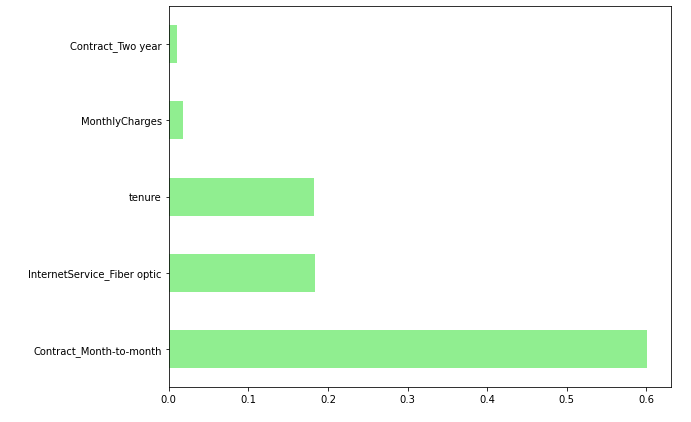 Contract_Two year
MonthlyCharges
tenure
InternetService_Fiber optic
Contract_Month-to-month
0.0 0.1 0.2 0.3 0.4 0.5 0.6